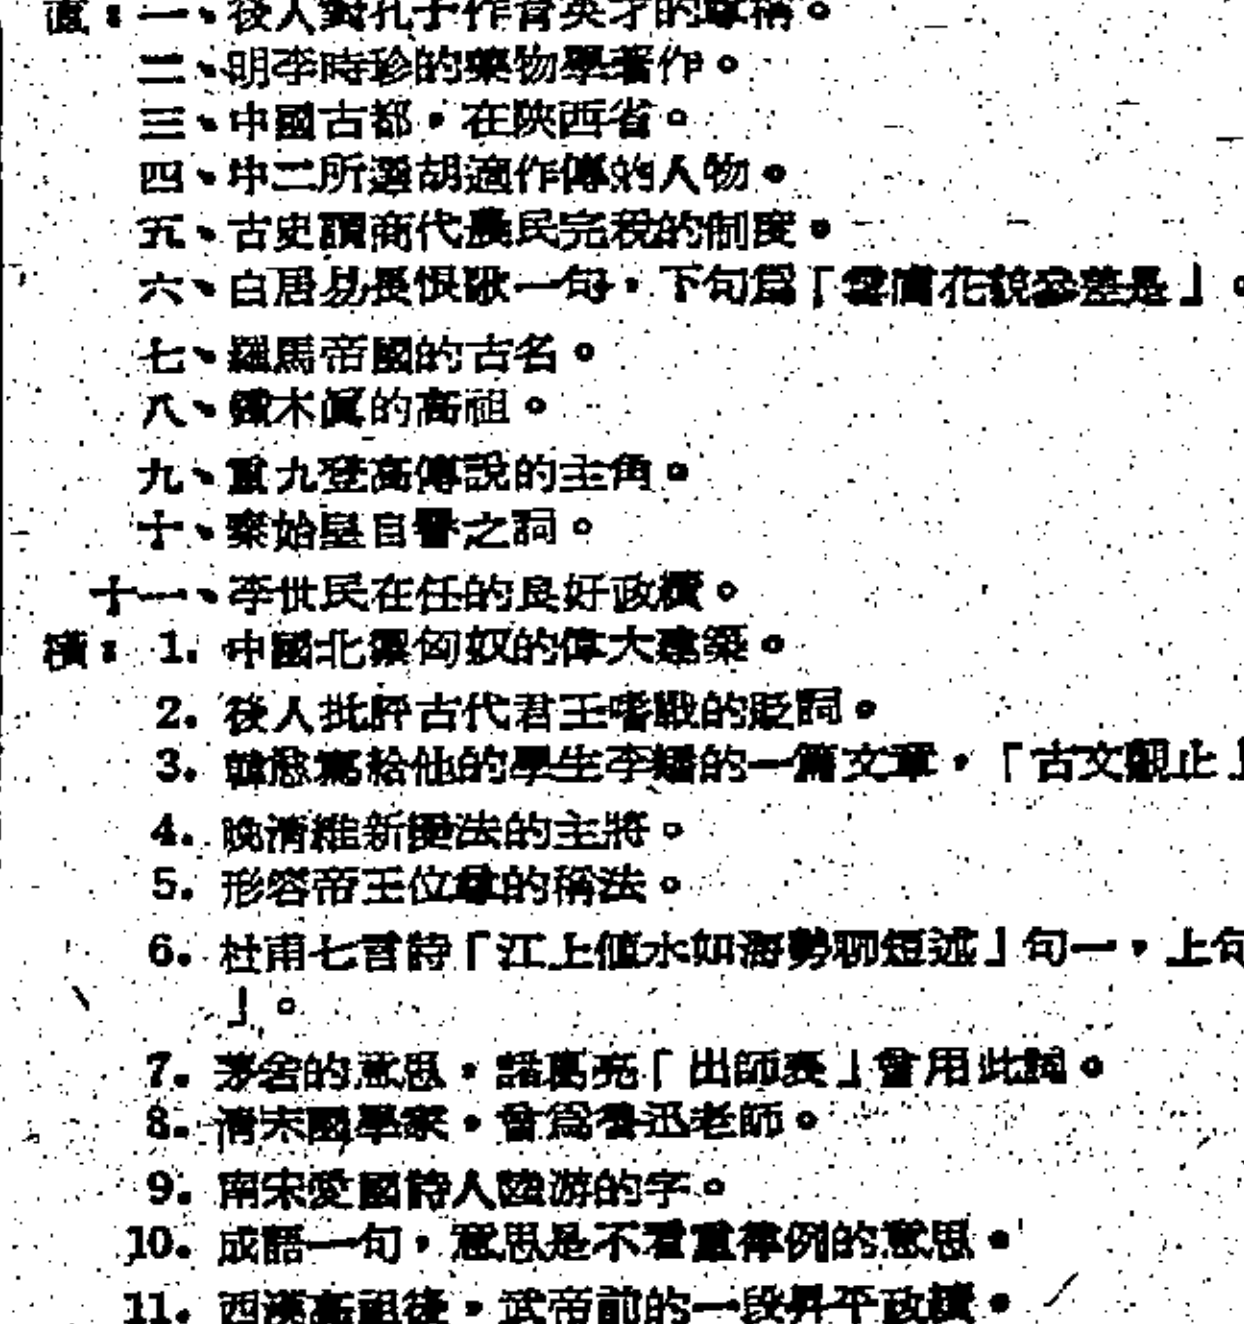 直：一、後人對孔子作育英才的尊稱。
二、明李時珍的藥物學著作。
三、中國古都，在陝西省。
四、中二所選胡適作傳的人物。
五、古史謂商代農民完稅的制度。
六、白居易長恨歌一句，下句爲「雪膚花貌參差是」。
七、羅馬帝國的古名。
八、鐵木眞的高祖。
九、重九登高傳說的主角。
十、秦始皇自譽之詞。
十一、李世民在任的良好政績。
橫：1. 中國北禦匈奴的偉大建築。
2. 後人批評古代君王嗜戰的貶詞。
3. 韓愈寫給他的學生李蟠的一篇文章，「古文觀止」
4. 晚清維新變法的主將。
5. 形容帝王位尊的稱法。
6. 杜甫七言詩「江上值水如海勢聊短述」句一，上句
」。
7. 茅舍的意思，諸葛亮「出師表」曾用此詞。
8. 清末國學家，曾爲魯迅老師。
9. 南宋愛國詩人陸游的字。
10. 成語一句，意思是不看重律例的意思。
11. 西漢高祖後，武帝前的一段昇平政績。